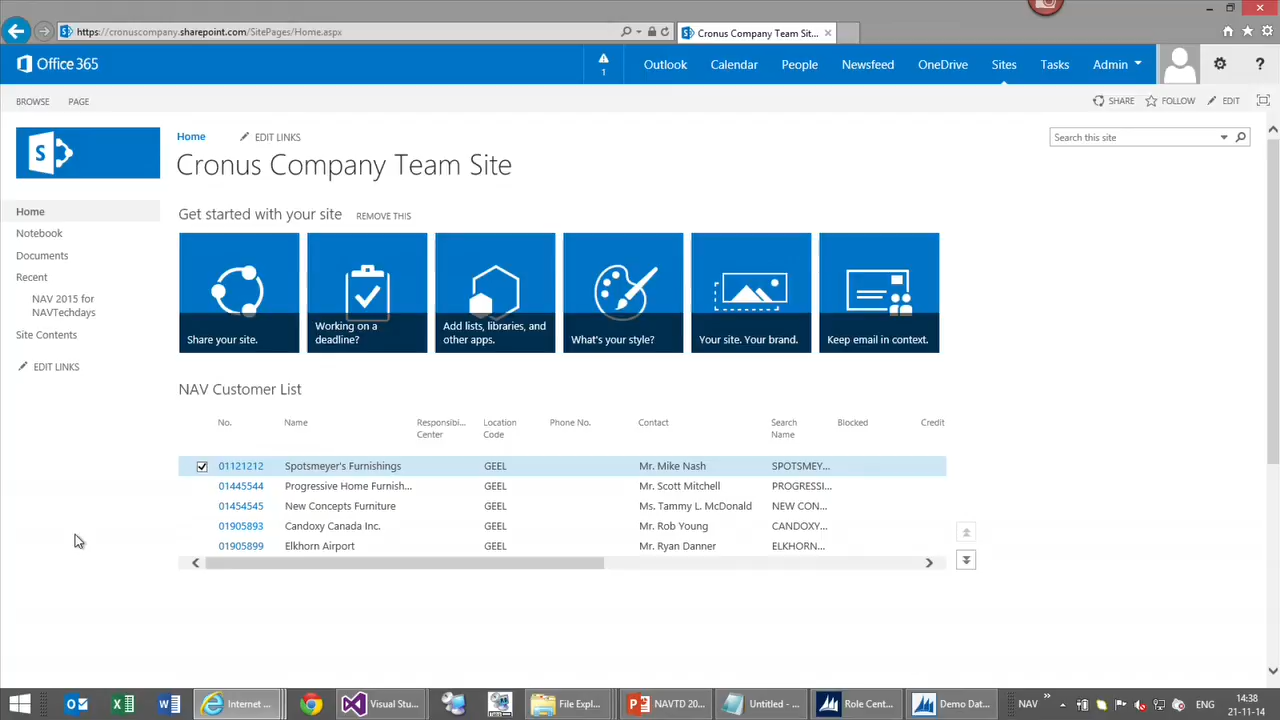 https://cronuscompany.sharepoint.com/SitePages/Home.aspx
Cronus Company Team Sit...
Office 365
1
Outlook
Calendar
People
Newsfeed
OneDrive
Sites
Tasks
Admin
?
BROWSE
PAGE
SHARE
FOLLOW
EDIT
S
Home
EDIT LINKS
Search this site
Cronus Company Team Site
Home
Notebook
Documents
Recent
NAV 2015 for
NAVTechdays
Site Contents
EDIT LINKS
Get started with your site
REMOVE THIS
Share your site.
Working on a
deadline?
Add lists, libraries, and
other apps.
What's your style?
Your site. Your brand.
Keep email in context.
NAV Customer List
No. Name Responsibi... Center Location Code Phone No. Contact Search Name Blocked Credit
01121212 Spotsmeyer's Furnishings GEEL Mr. Mike Nash SPOTSMEY...
01445544 Progressive Home Furnish... GEEL Mr. Scott Mitchell PROGRESSI...
01454545 New Concepts Furniture GEEL Ms. Tammy L. McDonald NEW CON...
01905893 Candoxy Canada Inc. GEEL Mr. Rob Young CANDOXY...
01905899 Elkhorn Airport GEEL Mr. Ryan Danner ELKHORN...
Internet ...
Visual Stu...
File Expl...
NAVTD 20...
Untitled - ...
Role Cent...
Demo Dat...
NAV
ENG
14:38
21-11-14